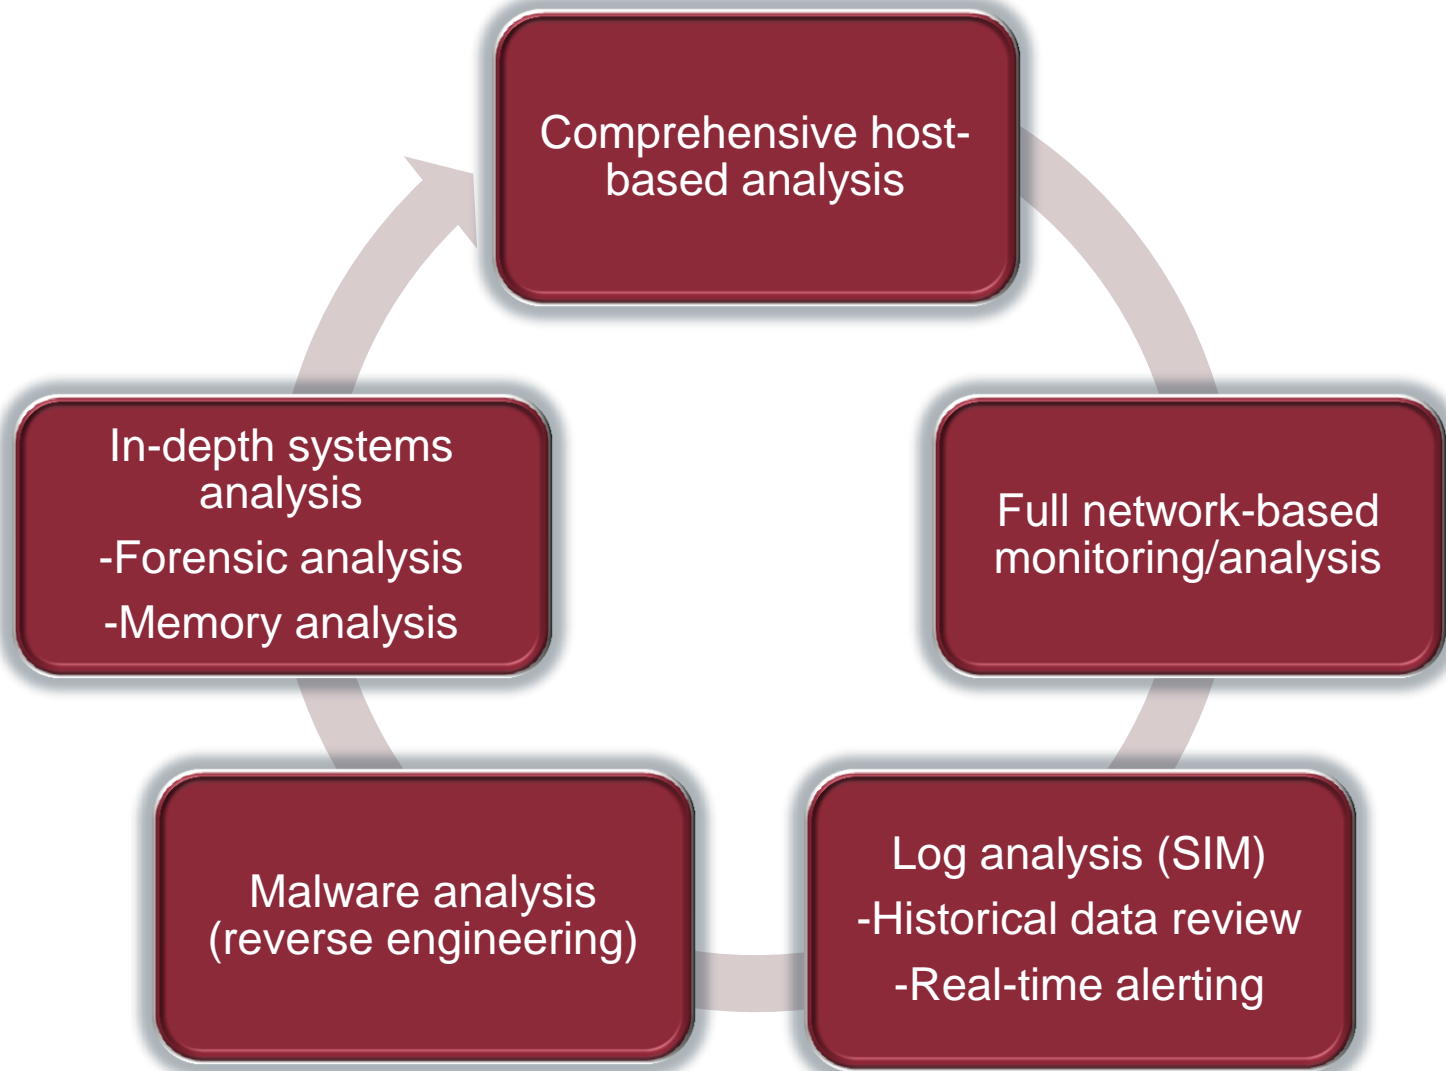 Comprehensive host-
based analysis
Full network-based
monitoring/analysis
Log analysis (SIM)
-Historical data review
-Real-time alerting
Malware analysis
(reverse engineering)
In-depth systems
analysis
-Forensic analysis
-Memory analysis